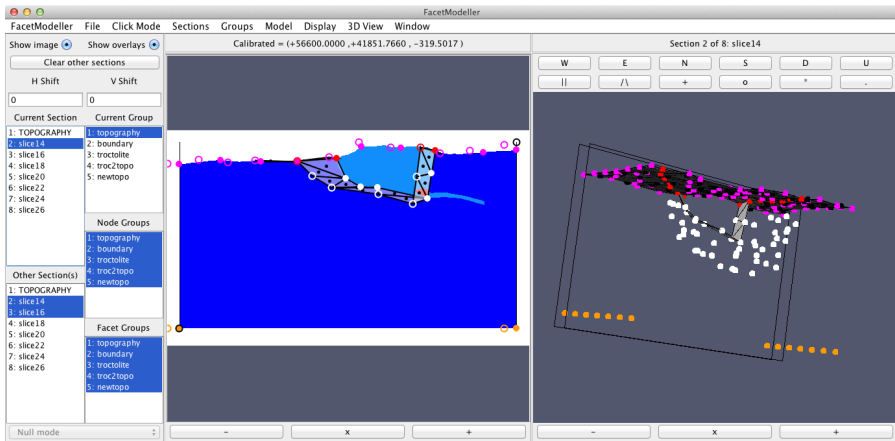 FacetModeller
FacetModeller File Click Mode Sections Groups Model Display 3D View Window
Show image Show overlays
Clear other sections
H Shift V Shift
0 0
Current Section Current Group
1: TOPOGRAPHY
2: slice14
3: slice16
4: slice18
5: slice20
6: slice22
7: slice24
8: slice26
1: topography
2: boundary
3: troctolite
4: troc2topo
5: newtopo
Node Groups
1: topography
2: boundary
3: troctolite
4: troc2topo
5: newtopo
Other Section(s)
1: TOPOGRAPHY
2: slice14
3: slice16
4: slice18
5: slice20
6: slice22
7: slice24
8: slice26
Facet Groups
1: topography
2: boundary
3: troctolite
4: troc2topo
5: newtopo
Null mode
Calibrated = (+56600.0000 ,+41851.7660 , -319.5017 )
- x +
Section 2 of 8: slice14
W E N S D U
|| /\ + o * .
- x +